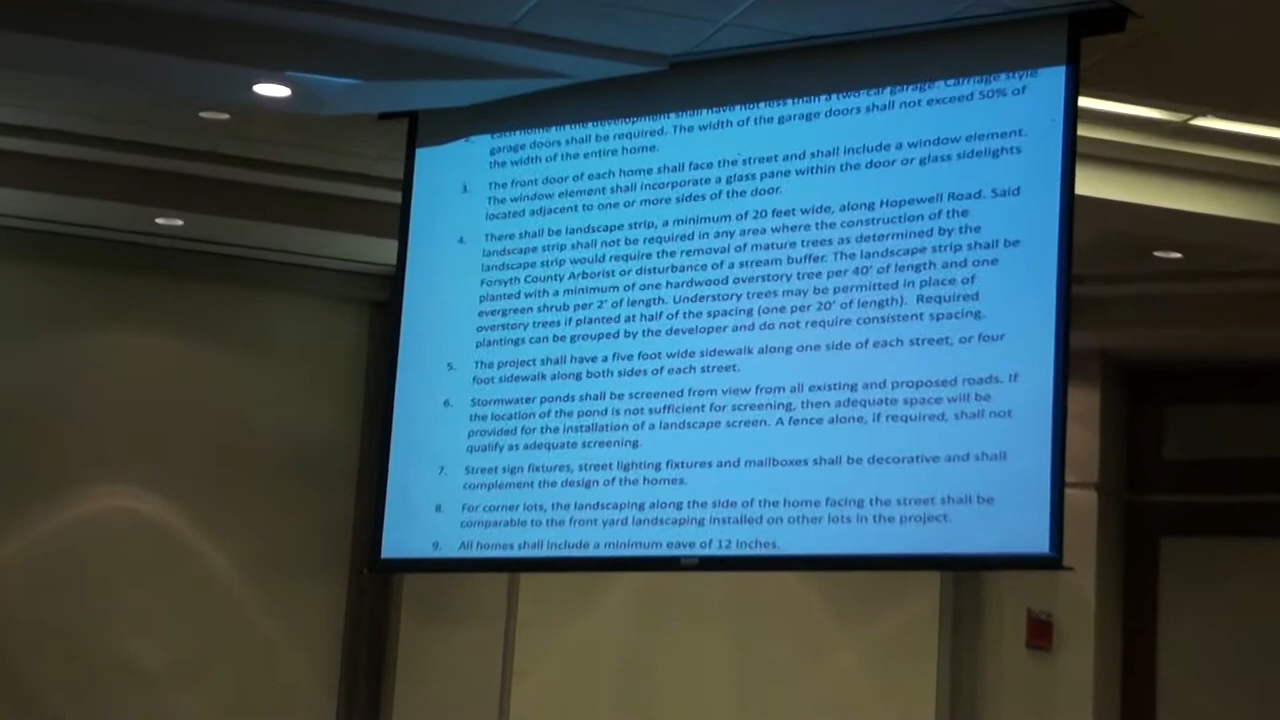 2. Each home in the development shall have not less than a two-car garage. Carriage style
garage doors shall be required. The width of the garage doors shall not exceed 50% of
the width of the entire home.
3. The front door of each home shall face the street and shall include a window element.
The window element shall incorporate a glass pane within the door or glass sidelights
located adjacent to one or more sides of the door.
4. There shall be landscape strip, a minimum of 20 feet wide, along Hopewell Road. Said
landscape strip shall not be required in any area where the construction of the
landscape strip would require the removal of mature trees as determined by the
Forsyth County Arborist or disturbance of a stream buffer. The landscape strip shall be
planted with a minimum of one hardwood overstory tree per 40' of length and one
evergreen shrub per 2' of length. Understory trees may be permitted in place of
overstory trees if planted at half of the spacing (one per 20' of length). Required
plantings can be grouped by the developer and do not require consistent spacing.
5. The project shall have a five foot wide sidewalk along one side of each street, or four
foot sidewalk along both sides of each street.
6. Stormwater ponds shall be screened from view from all existing and proposed roads. If
the location of the pond is not sufficient for screening, then adequate space will be
provided for the installation of a landscape screen. A fence alone, if required, shall not
qualify as adequate screening.
7. Street sign fixtures, street lighting fixtures and mailboxes shall be decorative and shall
complement the design of the homes.
8. For corner lots, the landscaping along the side of the home facing the street shall be
comparable to the front yard landscaping installed on other lots in the project.
9. All homes shall include a minimum eave of 12 inches.